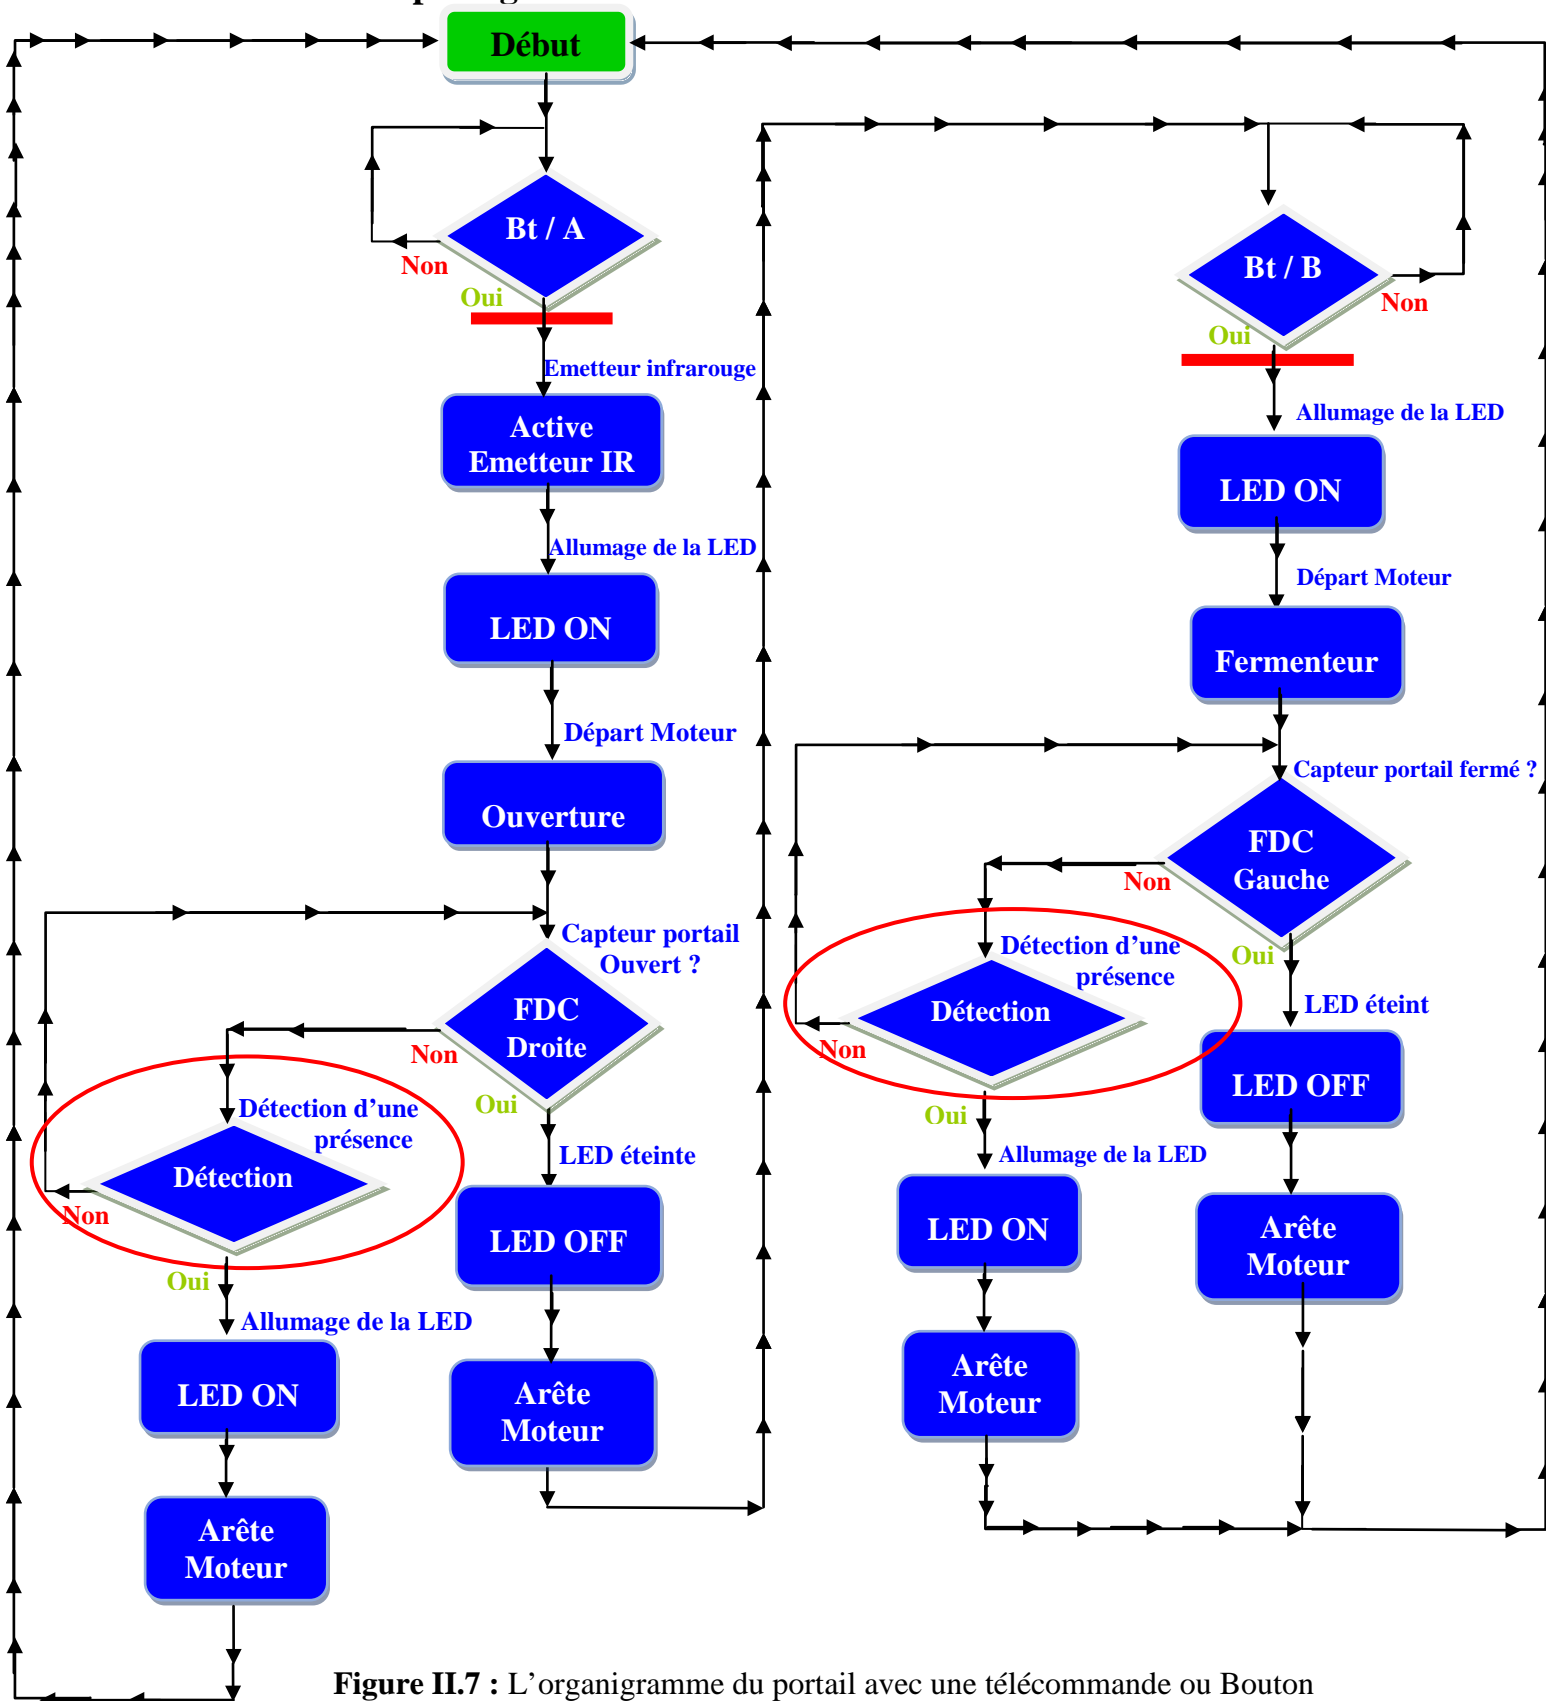 Début
Bt / A
Non
Oui
Emetteur infrarouge
Active
Emetteur IR
Allumage de la LED
LED ON
Départ Moteur
Ouverture
Capteur portail
Ouvert ?
FDC
Droite
Non
Oui
Détection d’une
présence
Détection
Non
Oui
Allumage de la LED
LED ON
Arête
Moteur
LED éteinte
LED OFF
Arête
Moteur
Bt / B
Non
Oui
Allumage de la LED
LED ON
Départ Moteur
Fermenteur
Capteur portail fermé ?
FDC
Gauche
Non
Oui
Détection d’une
présence
Détection
Non
Oui
Allumage de la LED
LED ON
Arête
Moteur
LED éteint
LED OFF
Arête
Moteur
Figure II.7 : L’organigramme du portail avec une télécommande ou Bouton